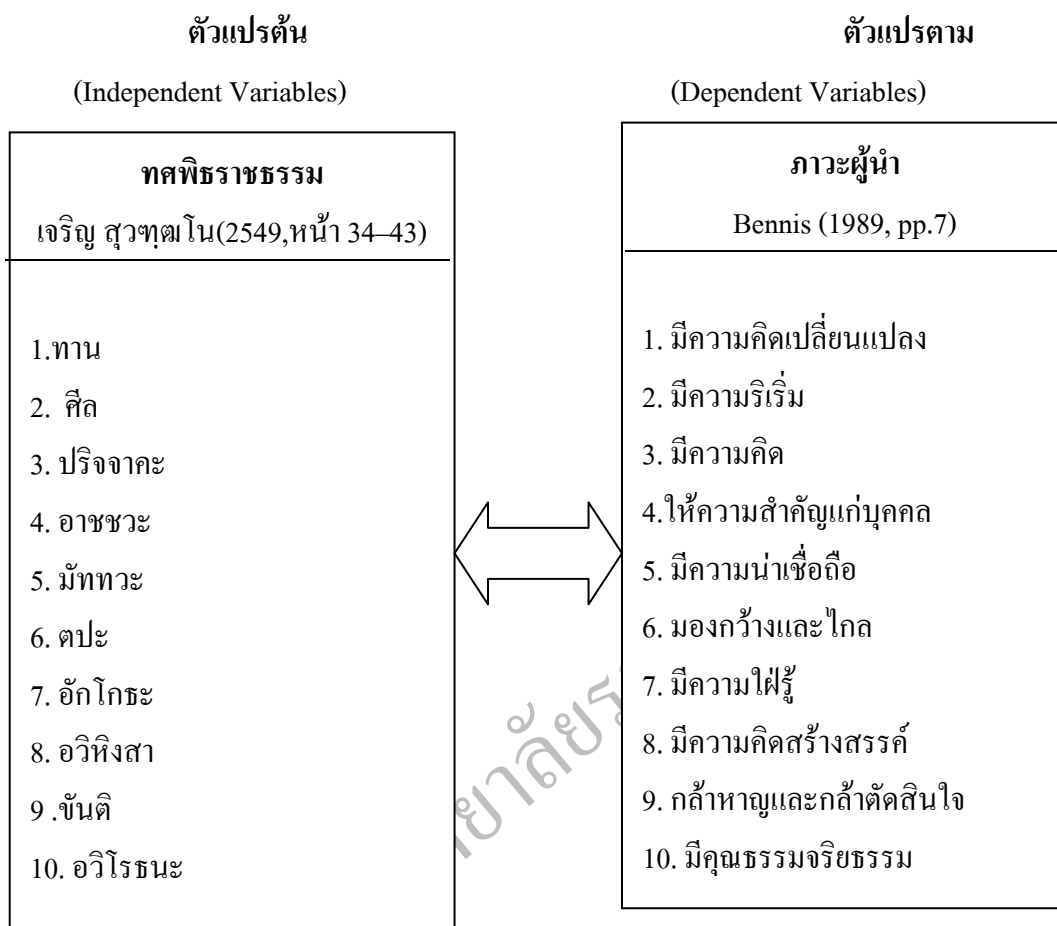 ตัวแปรต้น
(Independent Variables)
ทศพิธราชธรรม
เจริญ สุวฑฺฒโน(2549,หน้า 34–43)
1.ทาน
2. ศีล
3. ปริจจาคะ
4. อาชชวะ
5. มัททวะ
6. ตปะ
7. อักโกธะ
8. อวิหิงสา
9 .ขันติ
10. อวิโรธนะ
ตัวแปรตาม
(Dependent Variables)
ภาวะผู้นำ
Bennis (1989, pp.7)
1. มีความคิดเปลี่ยนแปลง
2. มีความริเริ่ม
3. มีความคิด
4.ให้ความสำคัญแก่บุคคล
5. มีความน่าเชื่อถือ
6. มองกว้างและไกล
7. มีความใฝ่รู้
8. มีความคิดสร้างสรรค์
9. กล้าหาญและกล้าตัดสินใจ
10. มีคุณธรรมจริยธรรม